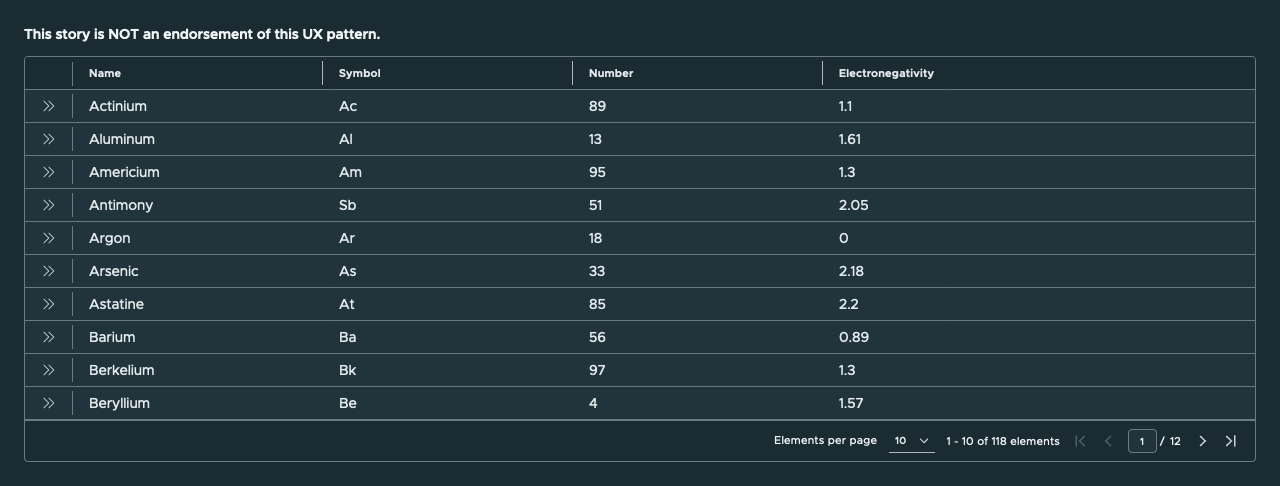 This story is NOT an endorsement of this UX pattern.
Name Symbol Number Electronegativity
Actinium Ac 89 1.1
Aluminum Al 13 1.61
Americium Am 95 1.3
Antimony Sb 51 2.05
Argon Ar 18 0
Arsenic As 33 2.18
Astatine At 85 2.2
Barium Ba 56 0.89
Berkelium Bk 97 1.3
Beryllium Be 4 1.57
Elements per page 10 1 - 10 of 118 elements 1 / 12